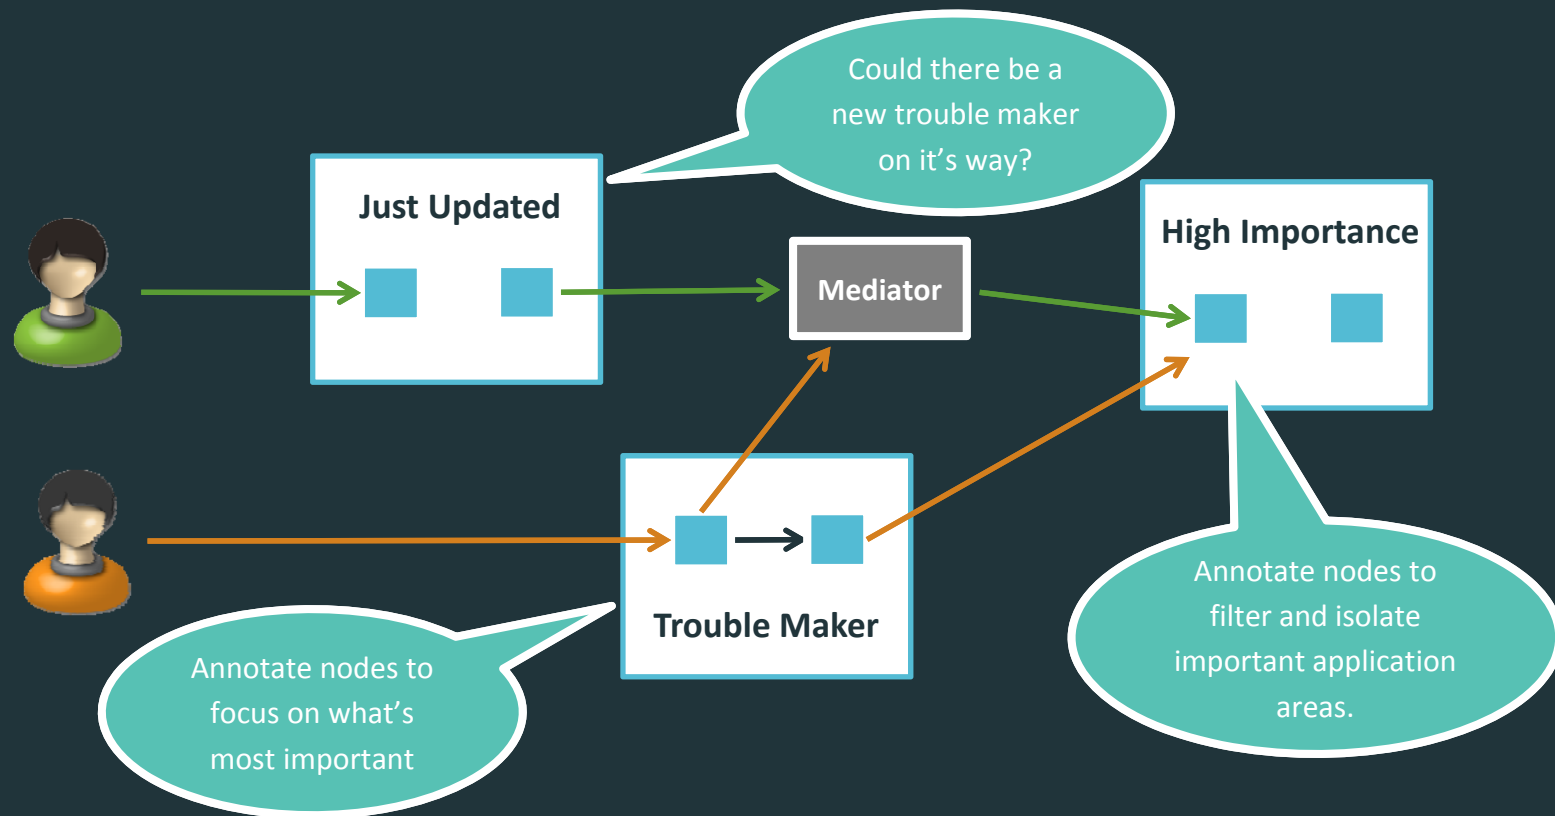 Could there be a
new trouble maker
on it's way?
Just Updated
High Importance
Mediator
Trouble Maker
Annotate nodes to
focus on what’s
most important
Annotate nodes to
filter and isolate
important application
areas.